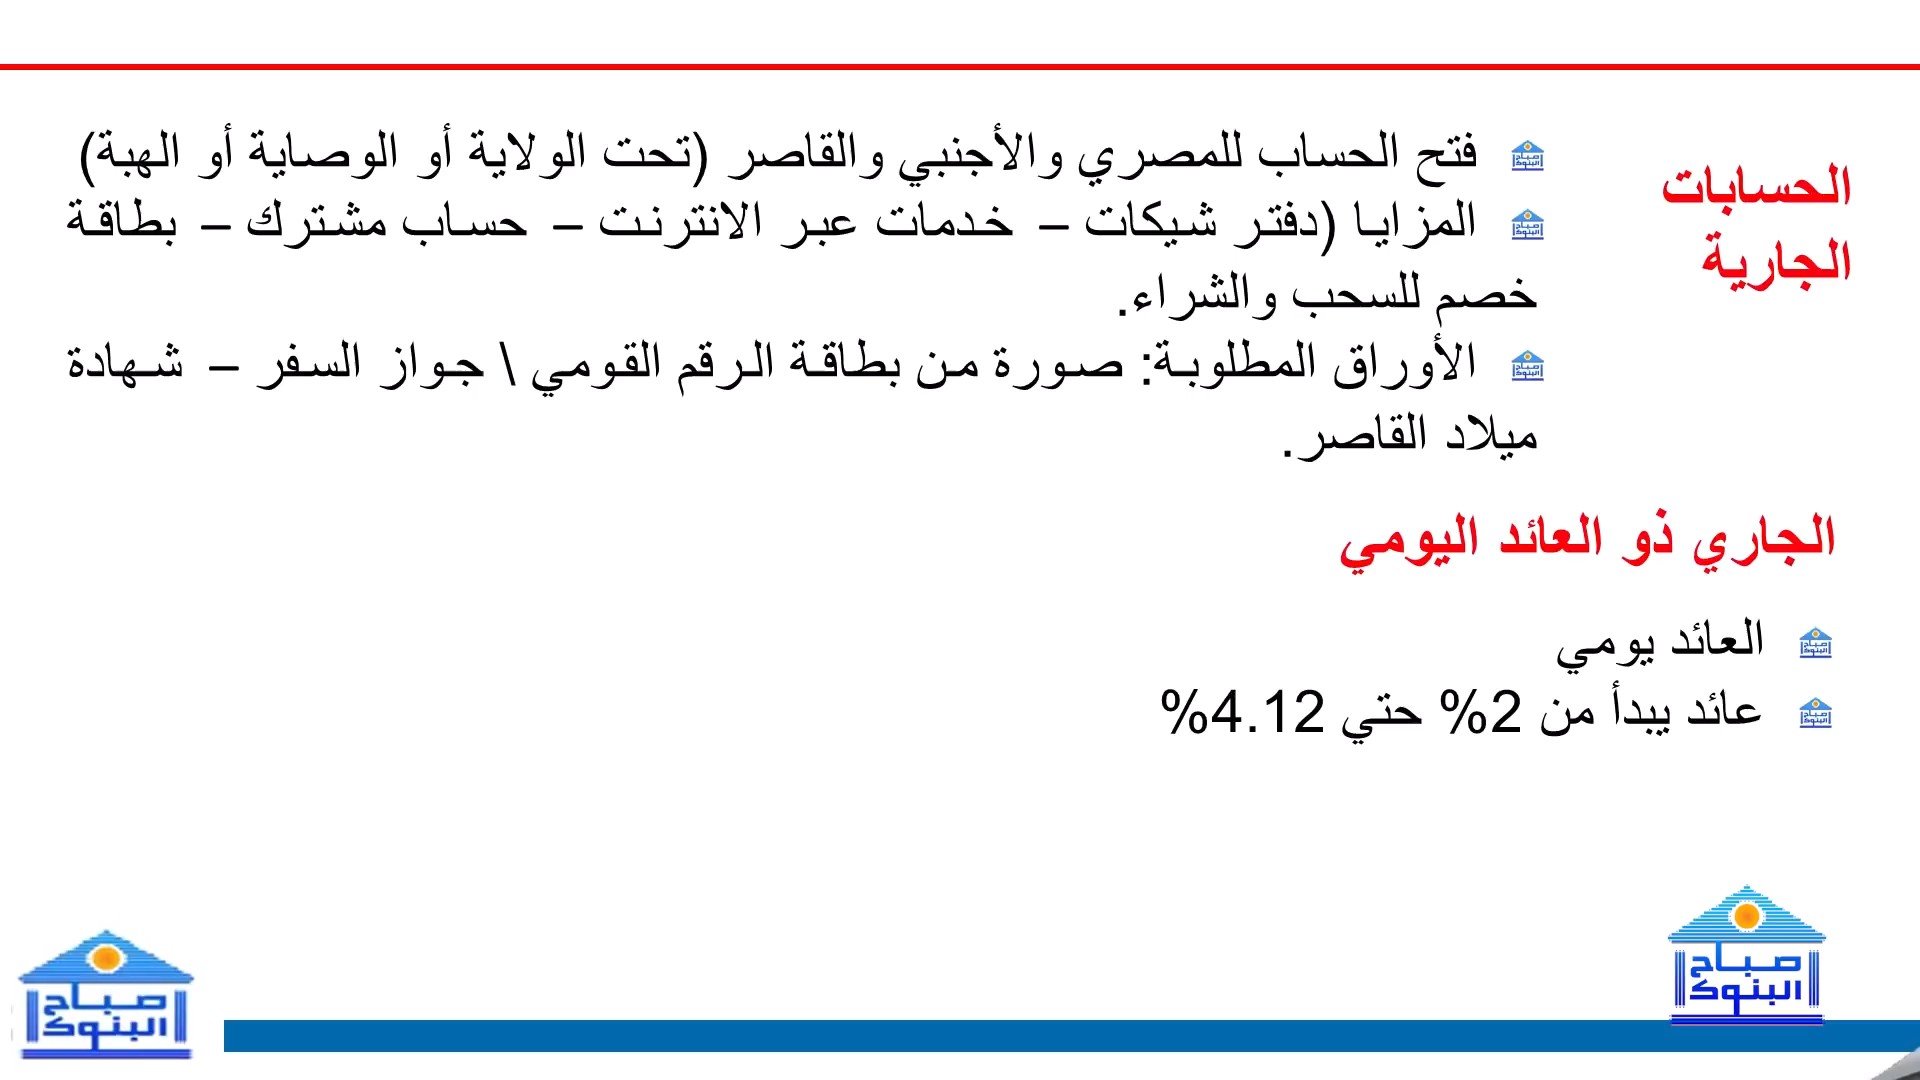 الحسابات
الجارية
فتح الحساب للمصري والأجنبي والقاصر (تحت الولاية أو الوصاية أو الهبة)
المزايا (دفتر شيكات – خدمات عبر الانترنت – حساب مشترك – بطاقة
خصم للسحب والشراء.
الأوراق المطلوبة: صورة من بطاقة الرقم القومي \ جواز السفر – شهادة
ميلاد القاصر.
الجاري ذو العائد اليومي
العائد يومي
عائد يبدأ من 2% حتي 4.12%
صباح
البنوك
صباح
البنوك